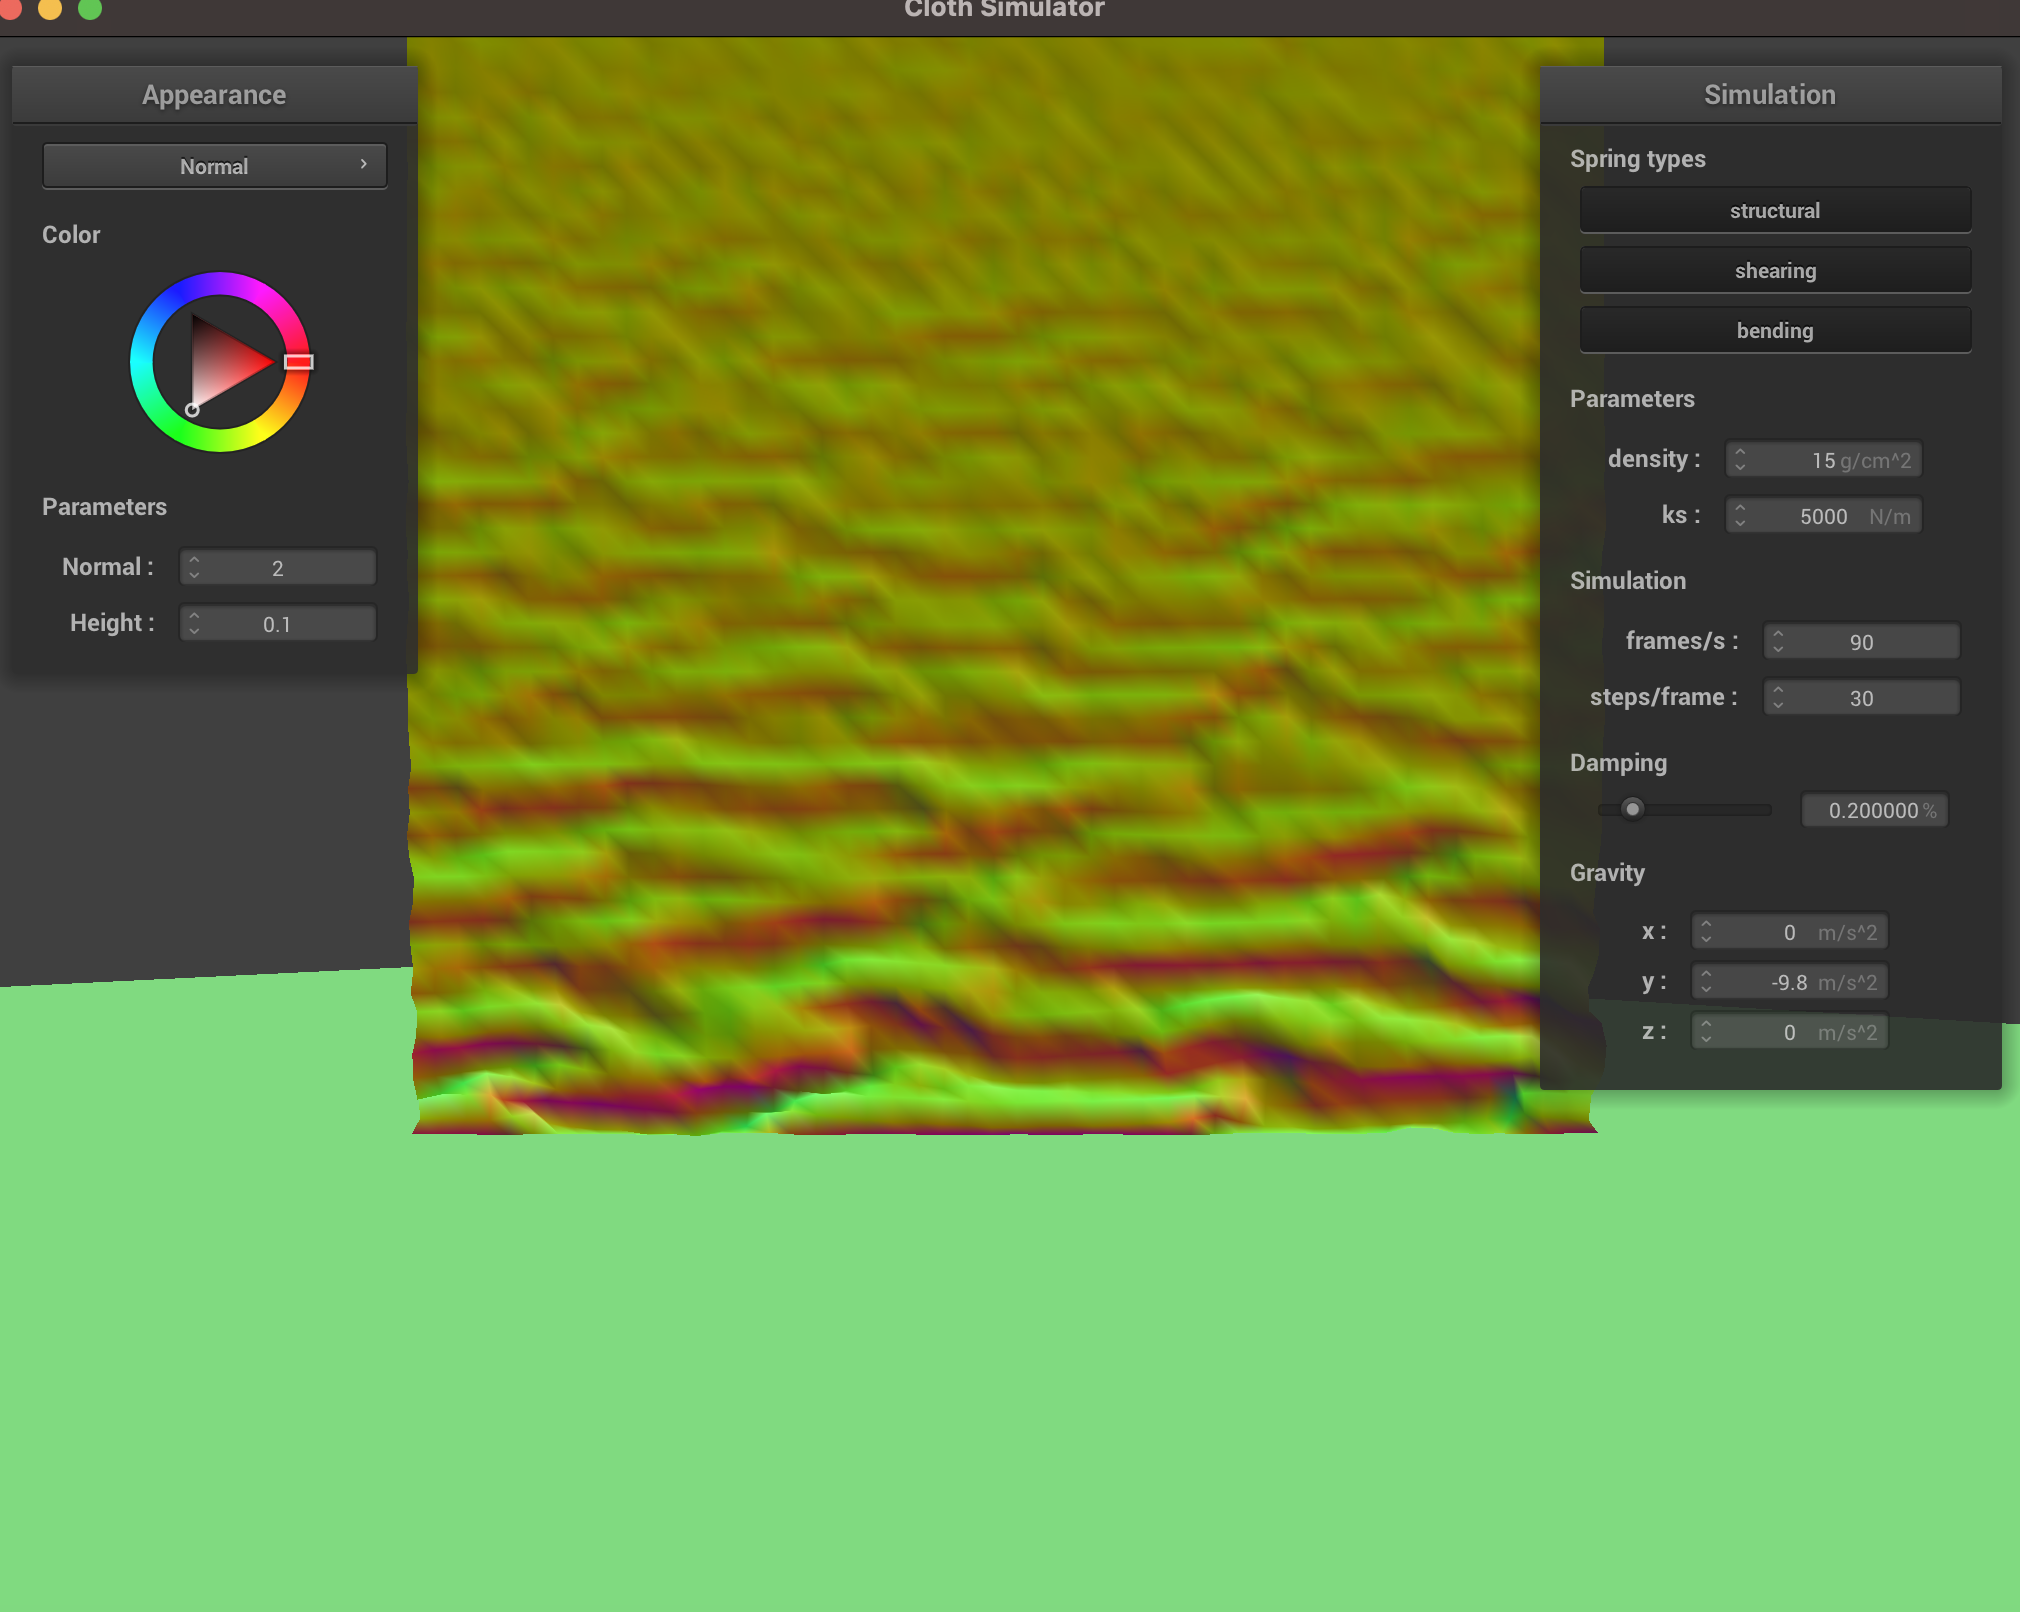 Cloth Simulator
Appearance
Normal
Color
Parameters
Normal : 2
Height : 0.1
Simulation
Spring types
structural
shearing
bending
Parameters
density : 15 g/cm^2
ks : 5000 N/m
Simulation
frames/s : 90
steps/frame : 30
Damping
0.200000 %
Gravity
x : 0 m/s^2
y : -9.8 m/s^2
z : 0 m/s^2